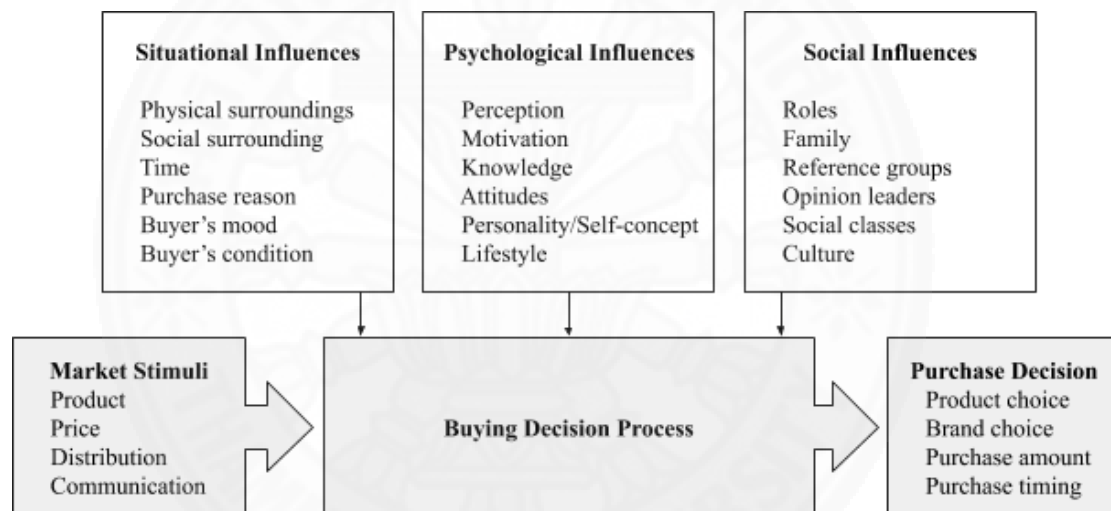 Situational Influences
Physical surroundings
Social surrounding
Time
Purchase reason
Buyer's mood
Buyer's condition
Psychological Influences
Perception
Motivation
Knowledge
Attitudes
Personality/Self-concept
Lifestyle
Social Influences
Roles
Family
Reference groups
Opinion leaders
Social classes
Culture
Market Stimuli
Product
Price
Distribution
Communication
Buying Decision Process
Purchase Decision
Product choice
Brand choice
Purchase amount
Purchase timing